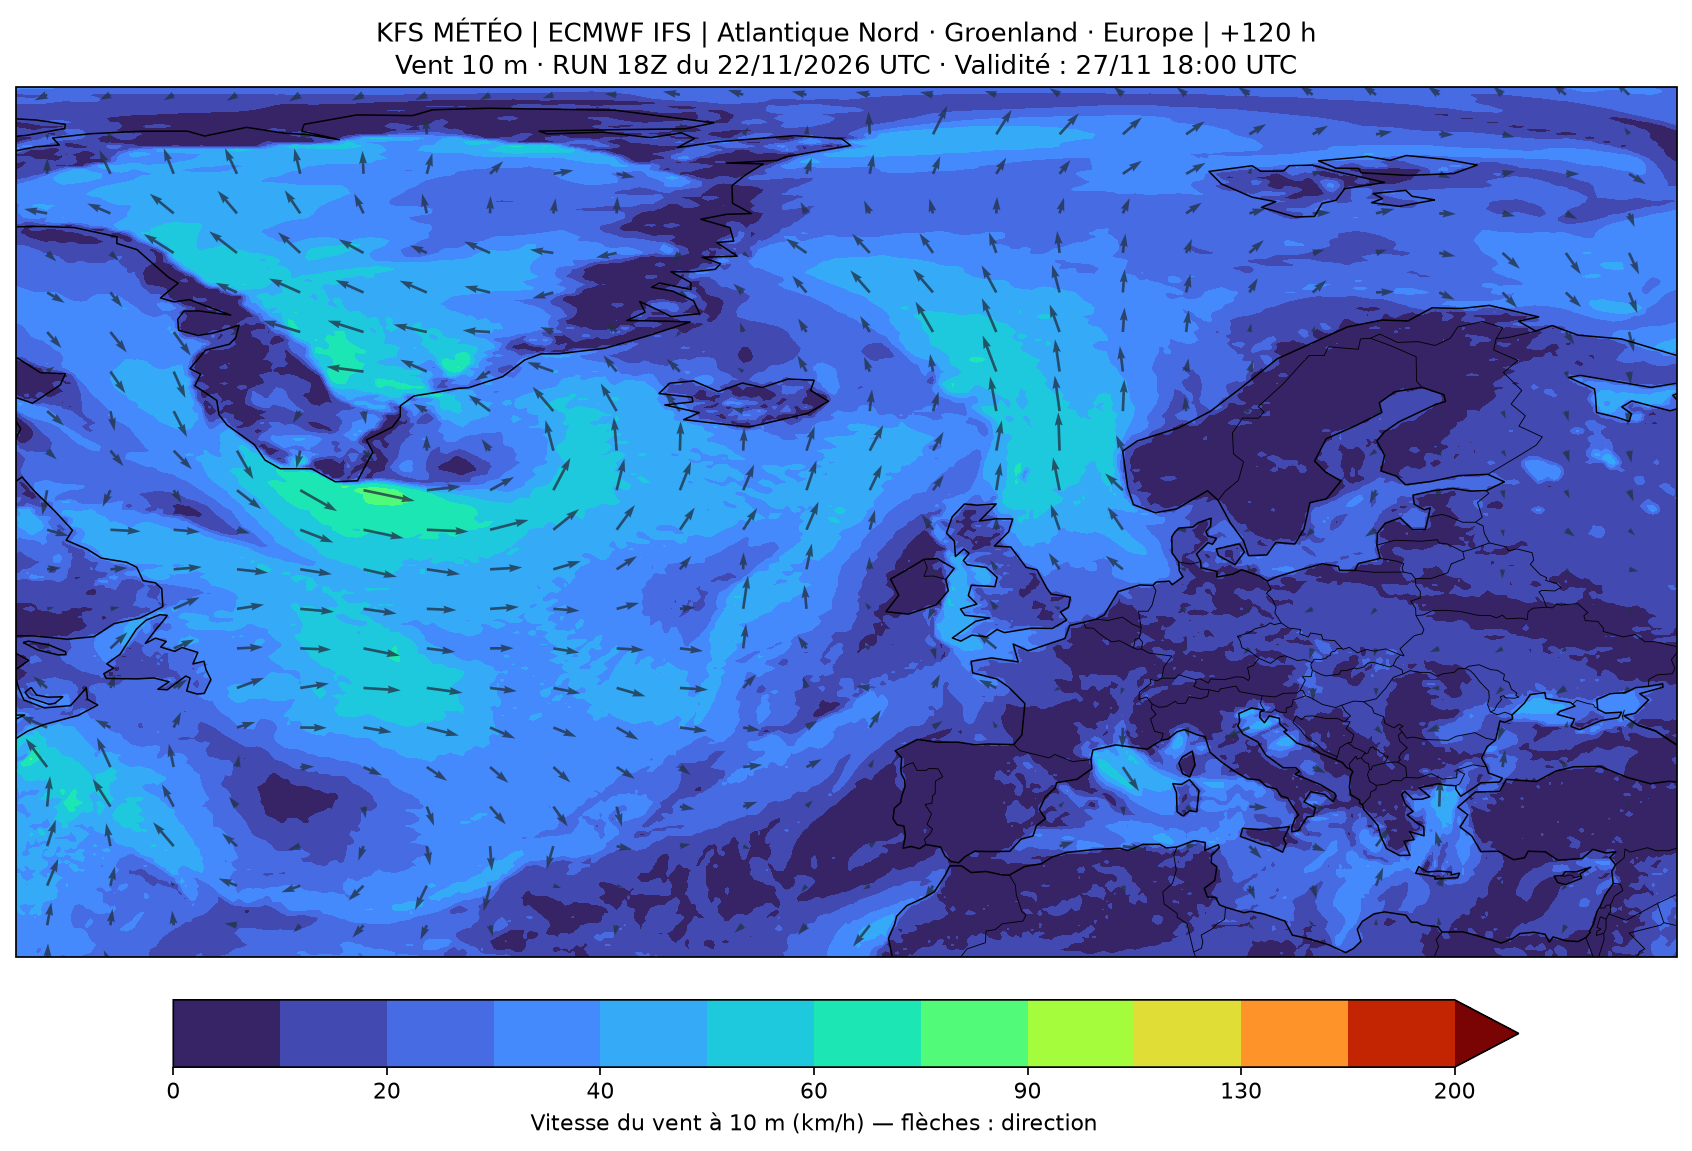 KFS MÉTÉO | ECMWF IFS | Atlantique Nord · Groenland · Europe | +120 h
Vent 10 m · RUN 18Z du 22/11/2026 UTC · Validité : 27/11 18:00 UTC
0 20 40 60 90 130 200
Vitesse du vent à 10 m (km/h) — flèches : direction